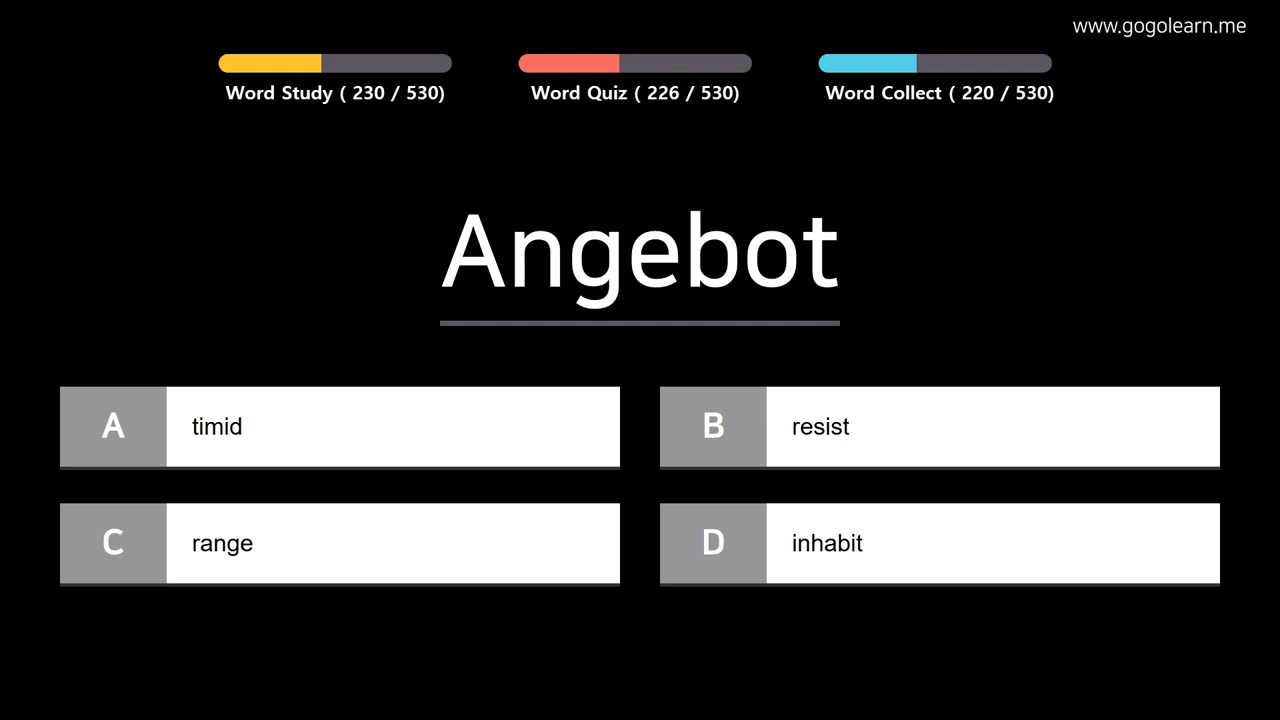 www.gogolearn.me
Word Study ( 230 / 530)
Word Quiz ( 226 / 530)
Word Collect ( 220 / 530)
Angebot
A
timid
B
resist
C
range
D
inhabit